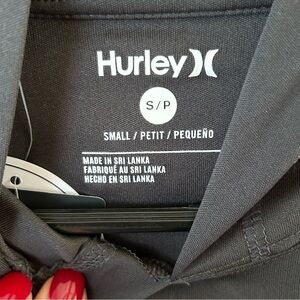 Hurley
S/P
SMALL / PETIT / PEQUEÑO
MADE IN SRI LANKA
FABRIQUÉ AU SRI LANKA
HECHO EN SRI LANKA